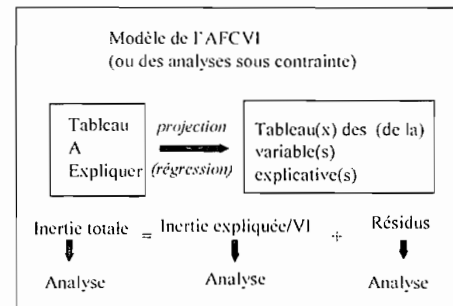 Modèle de l'AFCVI
(ou des analyses sous contrainte)
Tableau
A
Expliquer
projection
(régression)
Tableau(x) des (de la)
variable(s)
explicative(s)
Inertie totale = Inertie expliquée/VI + Résidus
Analyse Analyse Analyse